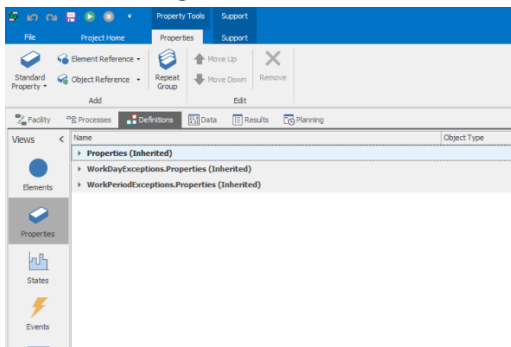 Property Tools Support
File Project Home Properties Support
Standard Property
Element Reference
Object Reference
Repeat Group
Move Up
Move Down
Remove
Add Edit
Facility Processes Definitions Data Results Planning
Views < Name Object Type
Properties (Inherited)
WorkDayExceptions.Properties (Inherited)
WorkPeriodExceptions.Properties (Inherited)
Elements
Properties
States
Events